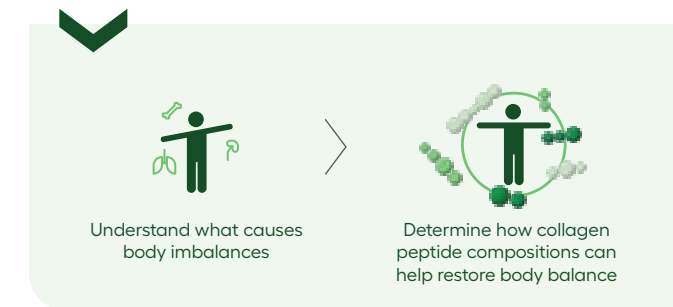 Understand what causes
body imbalances
Determine how collagen
peptide compositions can
help restore body balance